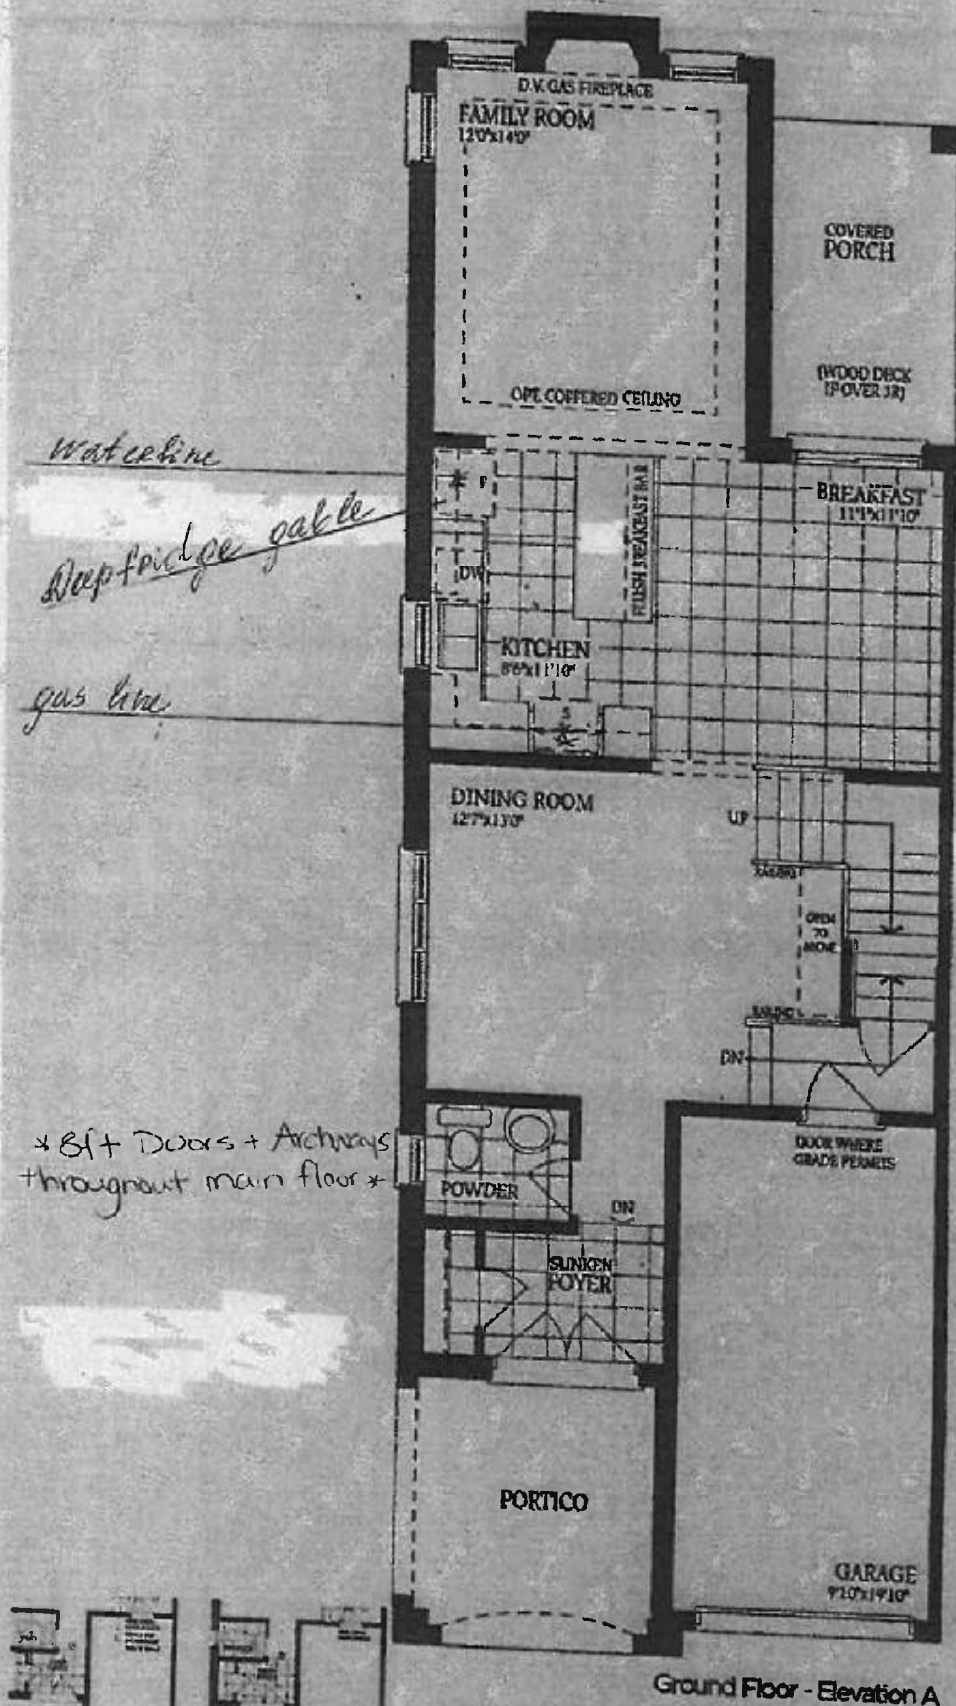 D.V. GAS FIREPLACE
FAMILY ROOM
12'0"x14'0"
COVERED
PORCH
(WOOD DECK
IF OVER 3R)
OPT. COFFERED CEILING
waterline
Deep fridge gable
gas line
F
DW
FLUSH BREAKFAST BAR
BREAKFAST
11'1"x11'10"
KITCHEN
8'6"x11'10"
S
DINING ROOM
12'7"x13'0"
UP
RAILING
OPEN
TO
ABOVE
RAILING
DN
DOOR WHERE
GRADE PERMITS
* 8ft Doors + Archways
throughout main floor *
POWDER
DN
SUNKEN
FOYER
PORTICO
GARAGE
9'10"x19'10"
Ground Floor - Elevation A